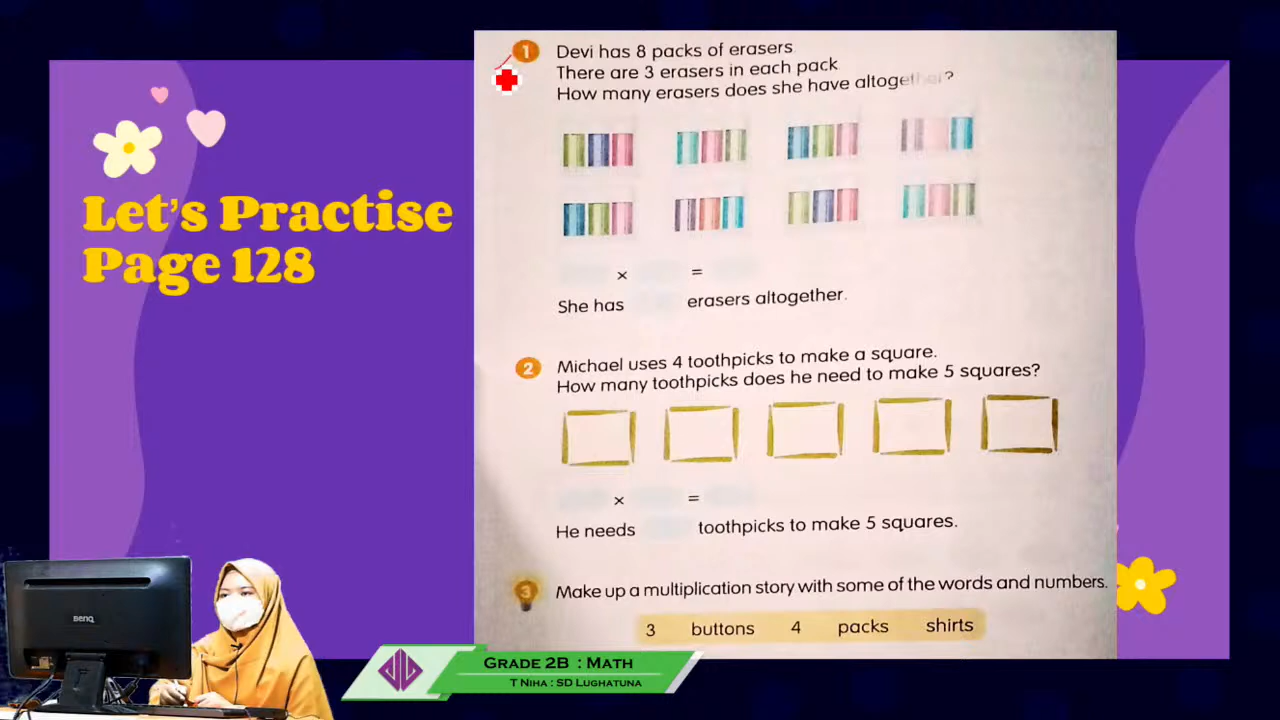 Let's Practise
Page 128
1
Devi has 8 packs of erasers
There are 3 erasers in each pack
How many erasers does she have altogether?
× =
She has erasers altogether.
2
Michael uses 4 toothpicks to make a square.
How many toothpicks does he need to make 5 squares?
× =
He needs toothpicks to make 5 squares.
3
Make up a multiplication story with some of the words and numbers.
3 buttons 4 packs shirts
BENQ
GRADE 2B : MATH
T NIHA : SD LUGHATUNA